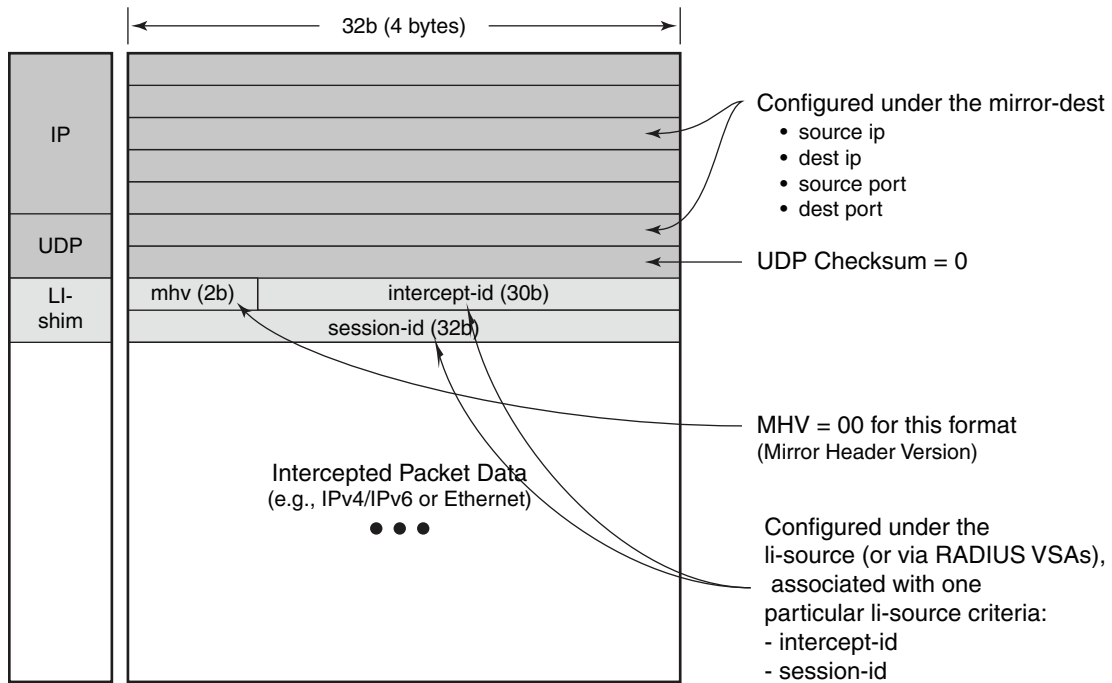 32b (4 bytes)
IP
Configured under the mirror-dest
• source ip
• dest ip
• source port
• dest port
UDP
UDP Checksum = 0
LI-
shim
mhv (2b)
intercept-id (30b)
session-id (32b)
MHV = 00 for this format
(Mirror Header Version)
Intercepted Packet Data
(e.g., IPv4/IPv6 or Ethernet)
Configured under the
li-source (or via RADIUS VSAs),
associated with one
particular li-source criteria:
- intercept-id
- session-id